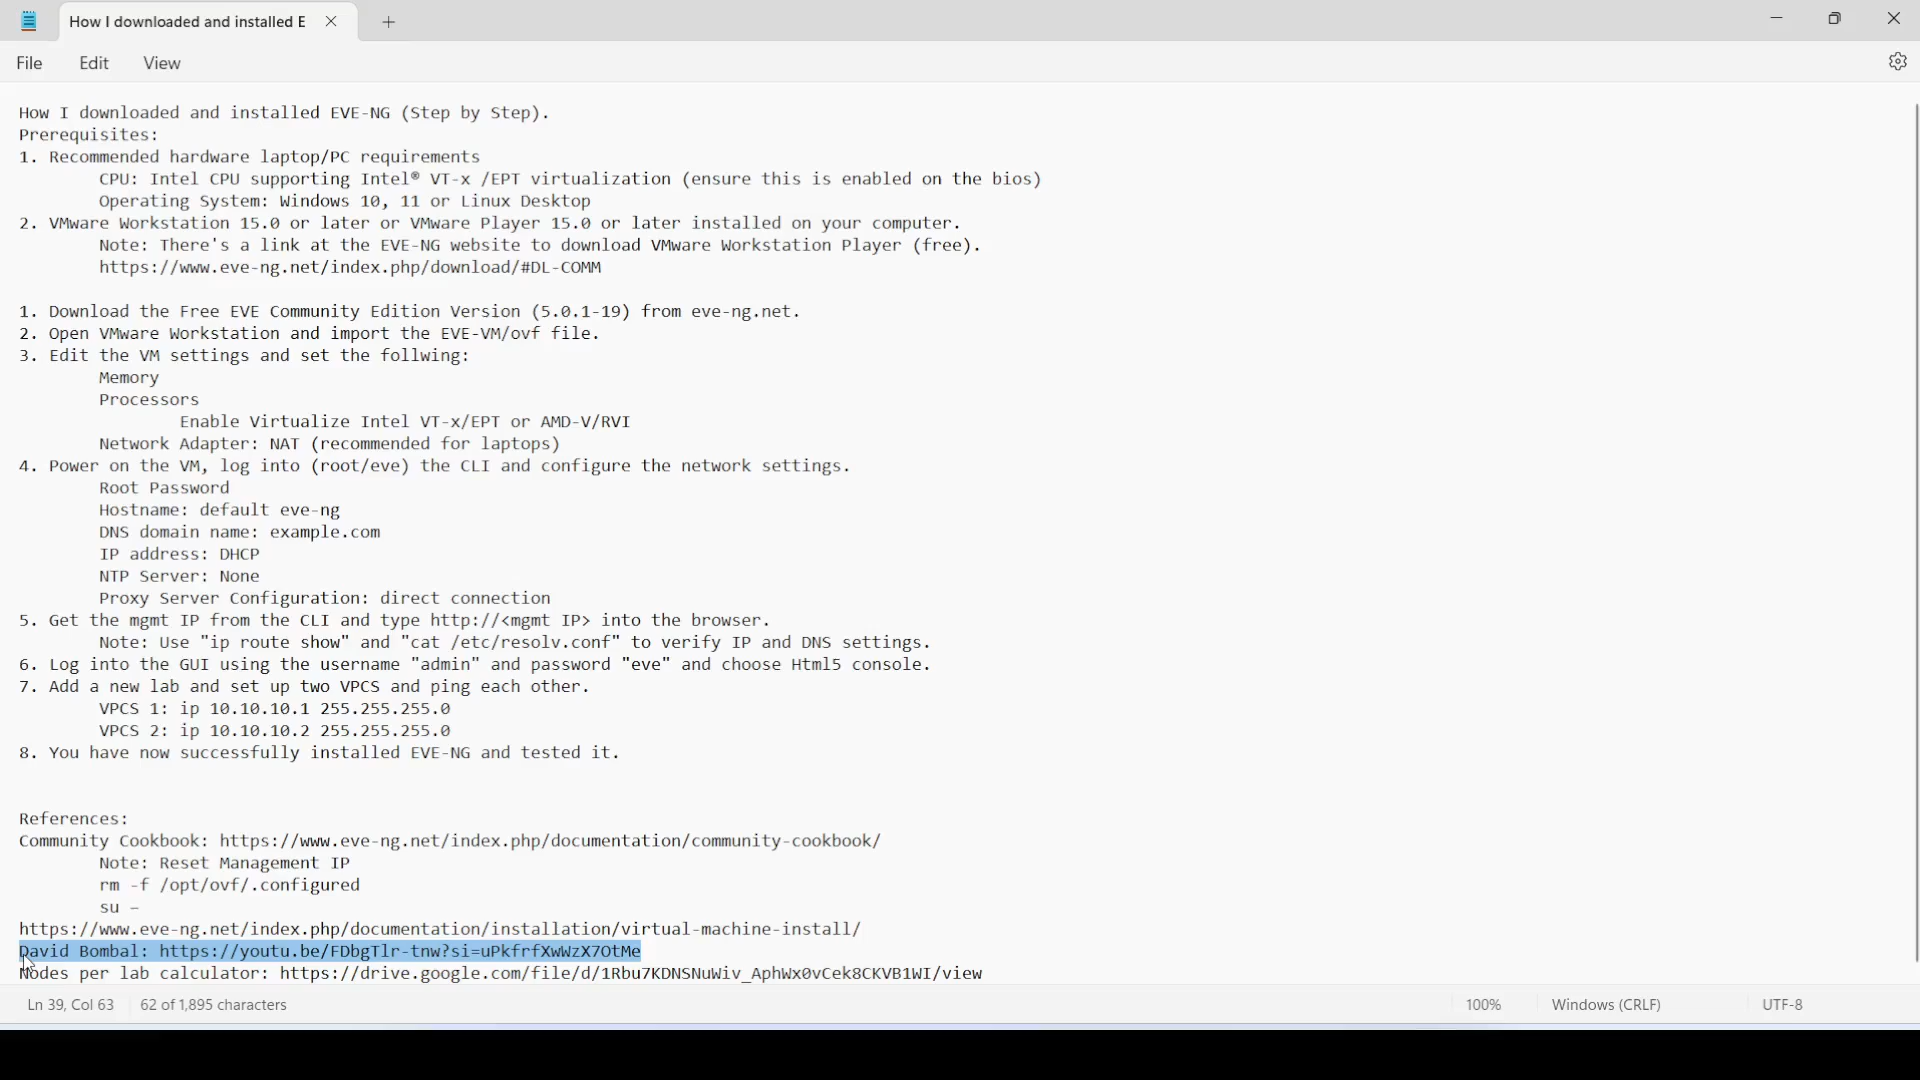 How I downloaded and installed E
File Edit View
How I downloaded and installed EVE-NG (Step by Step).
Prerequisites:
1. Recommended hardware laptop/PC requirements
CPU: Intel CPU supporting Intel® VT-x /EPT virtualization (ensure this is enabled on the bios)
Operating System: Windows 10, 11 or Linux Desktop
2. VMware Workstation 15.0 or later or VMware Player 15.0 or later installed on your computer.
Note: There's a link at the EVE-NG website to download VMware Workstation Player (free).
https://www.eve-ng.net/index.php/download/#DL-COMM
1. Download the Free EVE Community Edition Version (5.0.1-19) from eve-ng.net.
2. Open VMware Workstation and import the EVE-VM/ovf file.
3. Edit the VM settings and set the follwing:
Memory
Processors
Enable Virtualize Intel VT-x/EPT or AMD-V/RVI
Network Adapter: NAT (recommended for laptops)
4. Power on the VM, log into (root/eve) the CLI and configure the network settings.
Root Password
Hostname: default eve-ng
DNS domain name: example.com
IP address: DHCP
NTP Server: None
Proxy Server Configuration: direct connection
5. Get the mgmt IP from the CLI and type http://<mgmt IP> into the browser.
Note: Use "ip route show" and "cat /etc/resolv.conf" to verify IP and DNS settings.
6. Log into the GUI using the username "admin" and password "eve" and choose Html5 console.
7. Add a new lab and set up two VPCS and ping each other.
VPCS 1: ip 10.10.10.1 255.255.255.0
VPCS 2: ip 10.10.10.2 255.255.255.0
8. You have now successfully installed EVE-NG and tested it.
References:
Community Cookbook: https://www.eve-ng.net/index.php/documentation/community-cookbook/
Note: Reset Management IP
rm -f /opt/ovf/.configured
su –
https://www.eve-ng.net/index.php/documentation/installation/virtual-machine-install/
David Bombal: https://youtu.be/FDbgTlr-tnw?si=uPkfrfXwWzX7OtMe
Nodes per lab calculator: https://drive.google.com/file/d/1Rbu7KDNSNuWiv_AphWx0vCek8CKVB1WI/view
Ln 39, Col 63 62 of 1,895 characters 100% Windows (CRLF) UTF-8